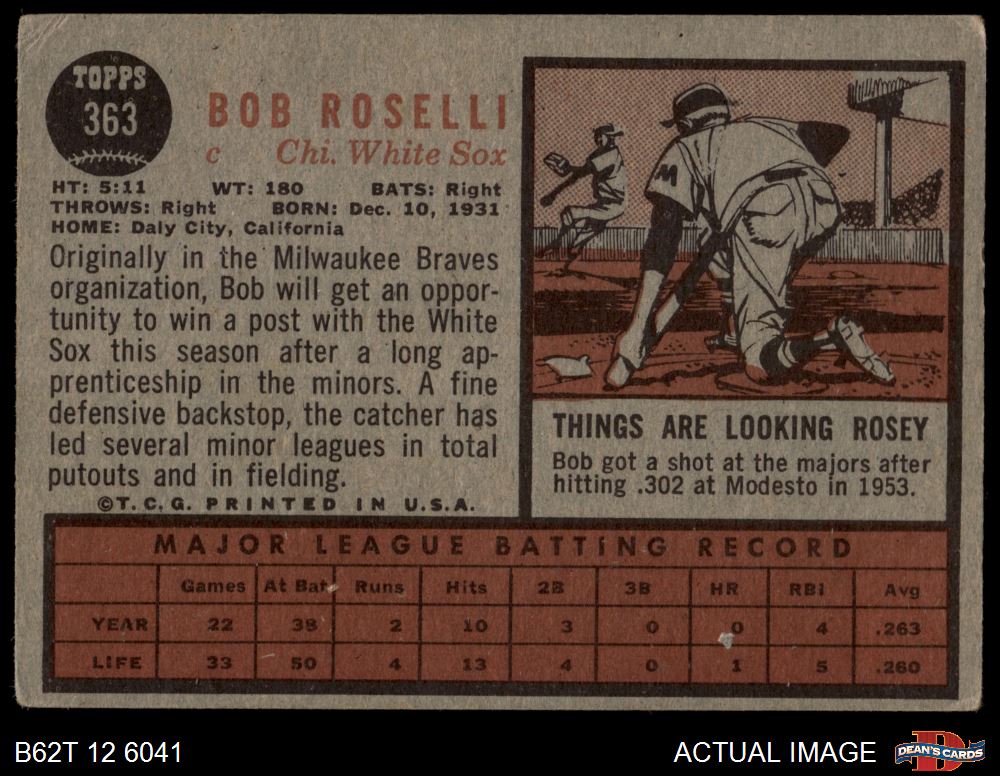 TOPPS
363
BOB ROSELLI
c Chi. White Sox
HT: 5:11 WT: 180 BATS: Right
THROWS: Right BORN: Dec. 10, 1931
HOME: Daly City, California
Originally in the Milwaukee Braves
organization, Bob will get an oppor-
tunity to win a post with the White
Sox this season after a long ap-
prenticeship in the minors. A fine
defensive backstop, the catcher has
led several minor leagues in total
putouts and in fielding.
©T.C.G. PRINTED IN U.S.A.
M
THINGS ARE LOOKING ROSEY
Bob got a shot at the majors after
hitting .302 at Modesto in 1953.
MAJOR LEAGUE BATTING RECORD
Games At Bat Runs Hits 2B 3B HR RBI Avg
YEAR 22 38 2 10 3 0 0 4 .263
LIFE 33 50 4 13 4 0 1 5 .260
B62T 12 6041 ACTUAL IMAGE D DEAN'S CARDS